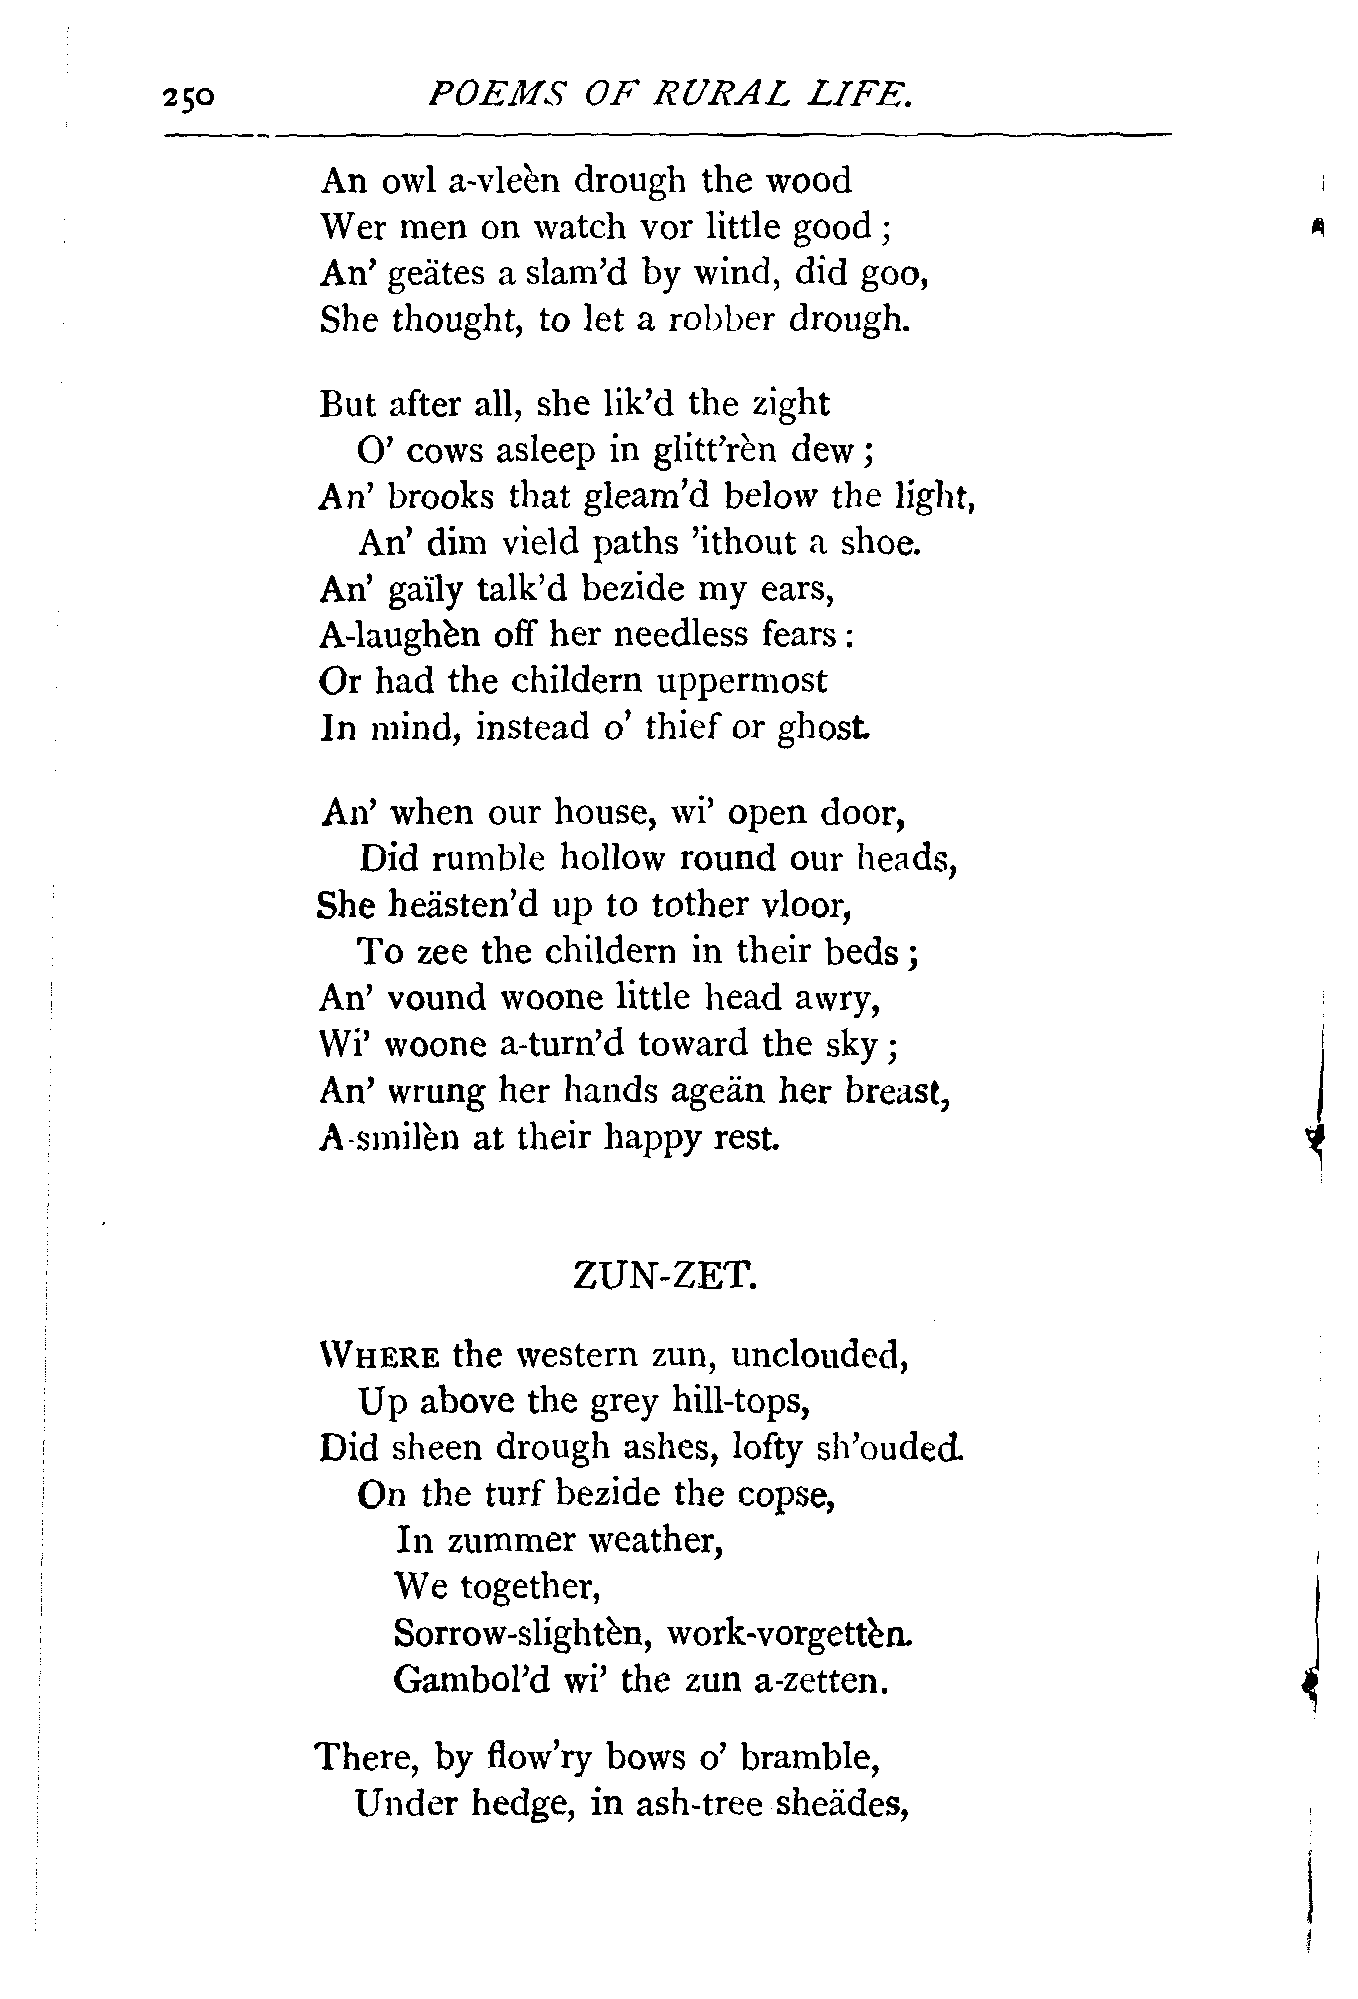 250 POEMS OF RURAL LIFE.
An owl a-vleèn drough the wood
Wer men on watch vor little good ;
An' geätes a slam'd by wind, did goo,
She thought, to let a robber drough.
But after all, she lik'd the zight
O' cows asleep in glitt'rèn dew ;
An' brooks that gleam'd below the light,
An' dim vield paths 'ithout a shoe.
An' gaïly talk'd bezide my ears,
A-laughèn off her needless fears :
Or had the childern uppermost
In mind, instead o' thief or ghost.
An' when our house, wi' open door,
Did rumble hollow round our heads,
She heästen'd up to tother vloor,
To zee the childern in their beds ;
An' vound woone little head awry,
Wi' woone a-turn'd toward the sky ;
An' wrung her hands ageän her breast,
A-smilèn at their happy rest.
ZUN-ZET.
WHERE the western zun, unclouded,
Up above the grey hill-tops,
Did sheen drough ashes, lofty sh'ouded.
On the turf bezide the copse,
In zummer weather,
We together,
Sorrow-slightèn, work-vorgettèn.
Gambol'd wi' the zun a-zetten.
There, by flow'ry bows o' bramble,
Under hedge, in ash-tree sheädes,